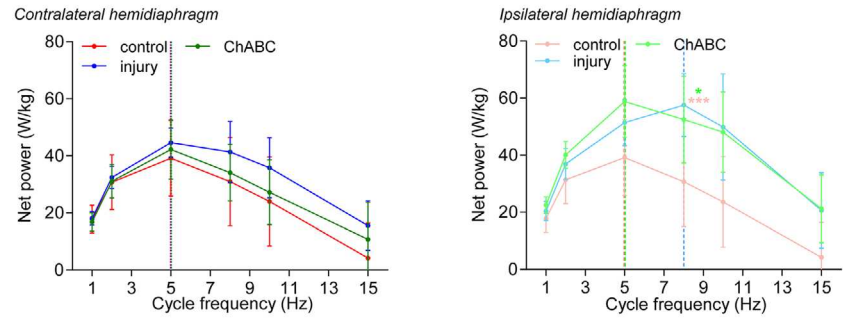 Contralateral hemidiaphragm
80
60
40
20
0
Net power (W/kg)
control
injury
ChABC
1 3 5 7 9 11 13 15
Cycle frequency (Hz)
Ipsilateral hemidiaphragm
80
60
40
20
0
Net power (W/kg)
control
injury
ChABC
*
***
1 3 5 7 9 11 13 15
Cycle frequency (Hz)